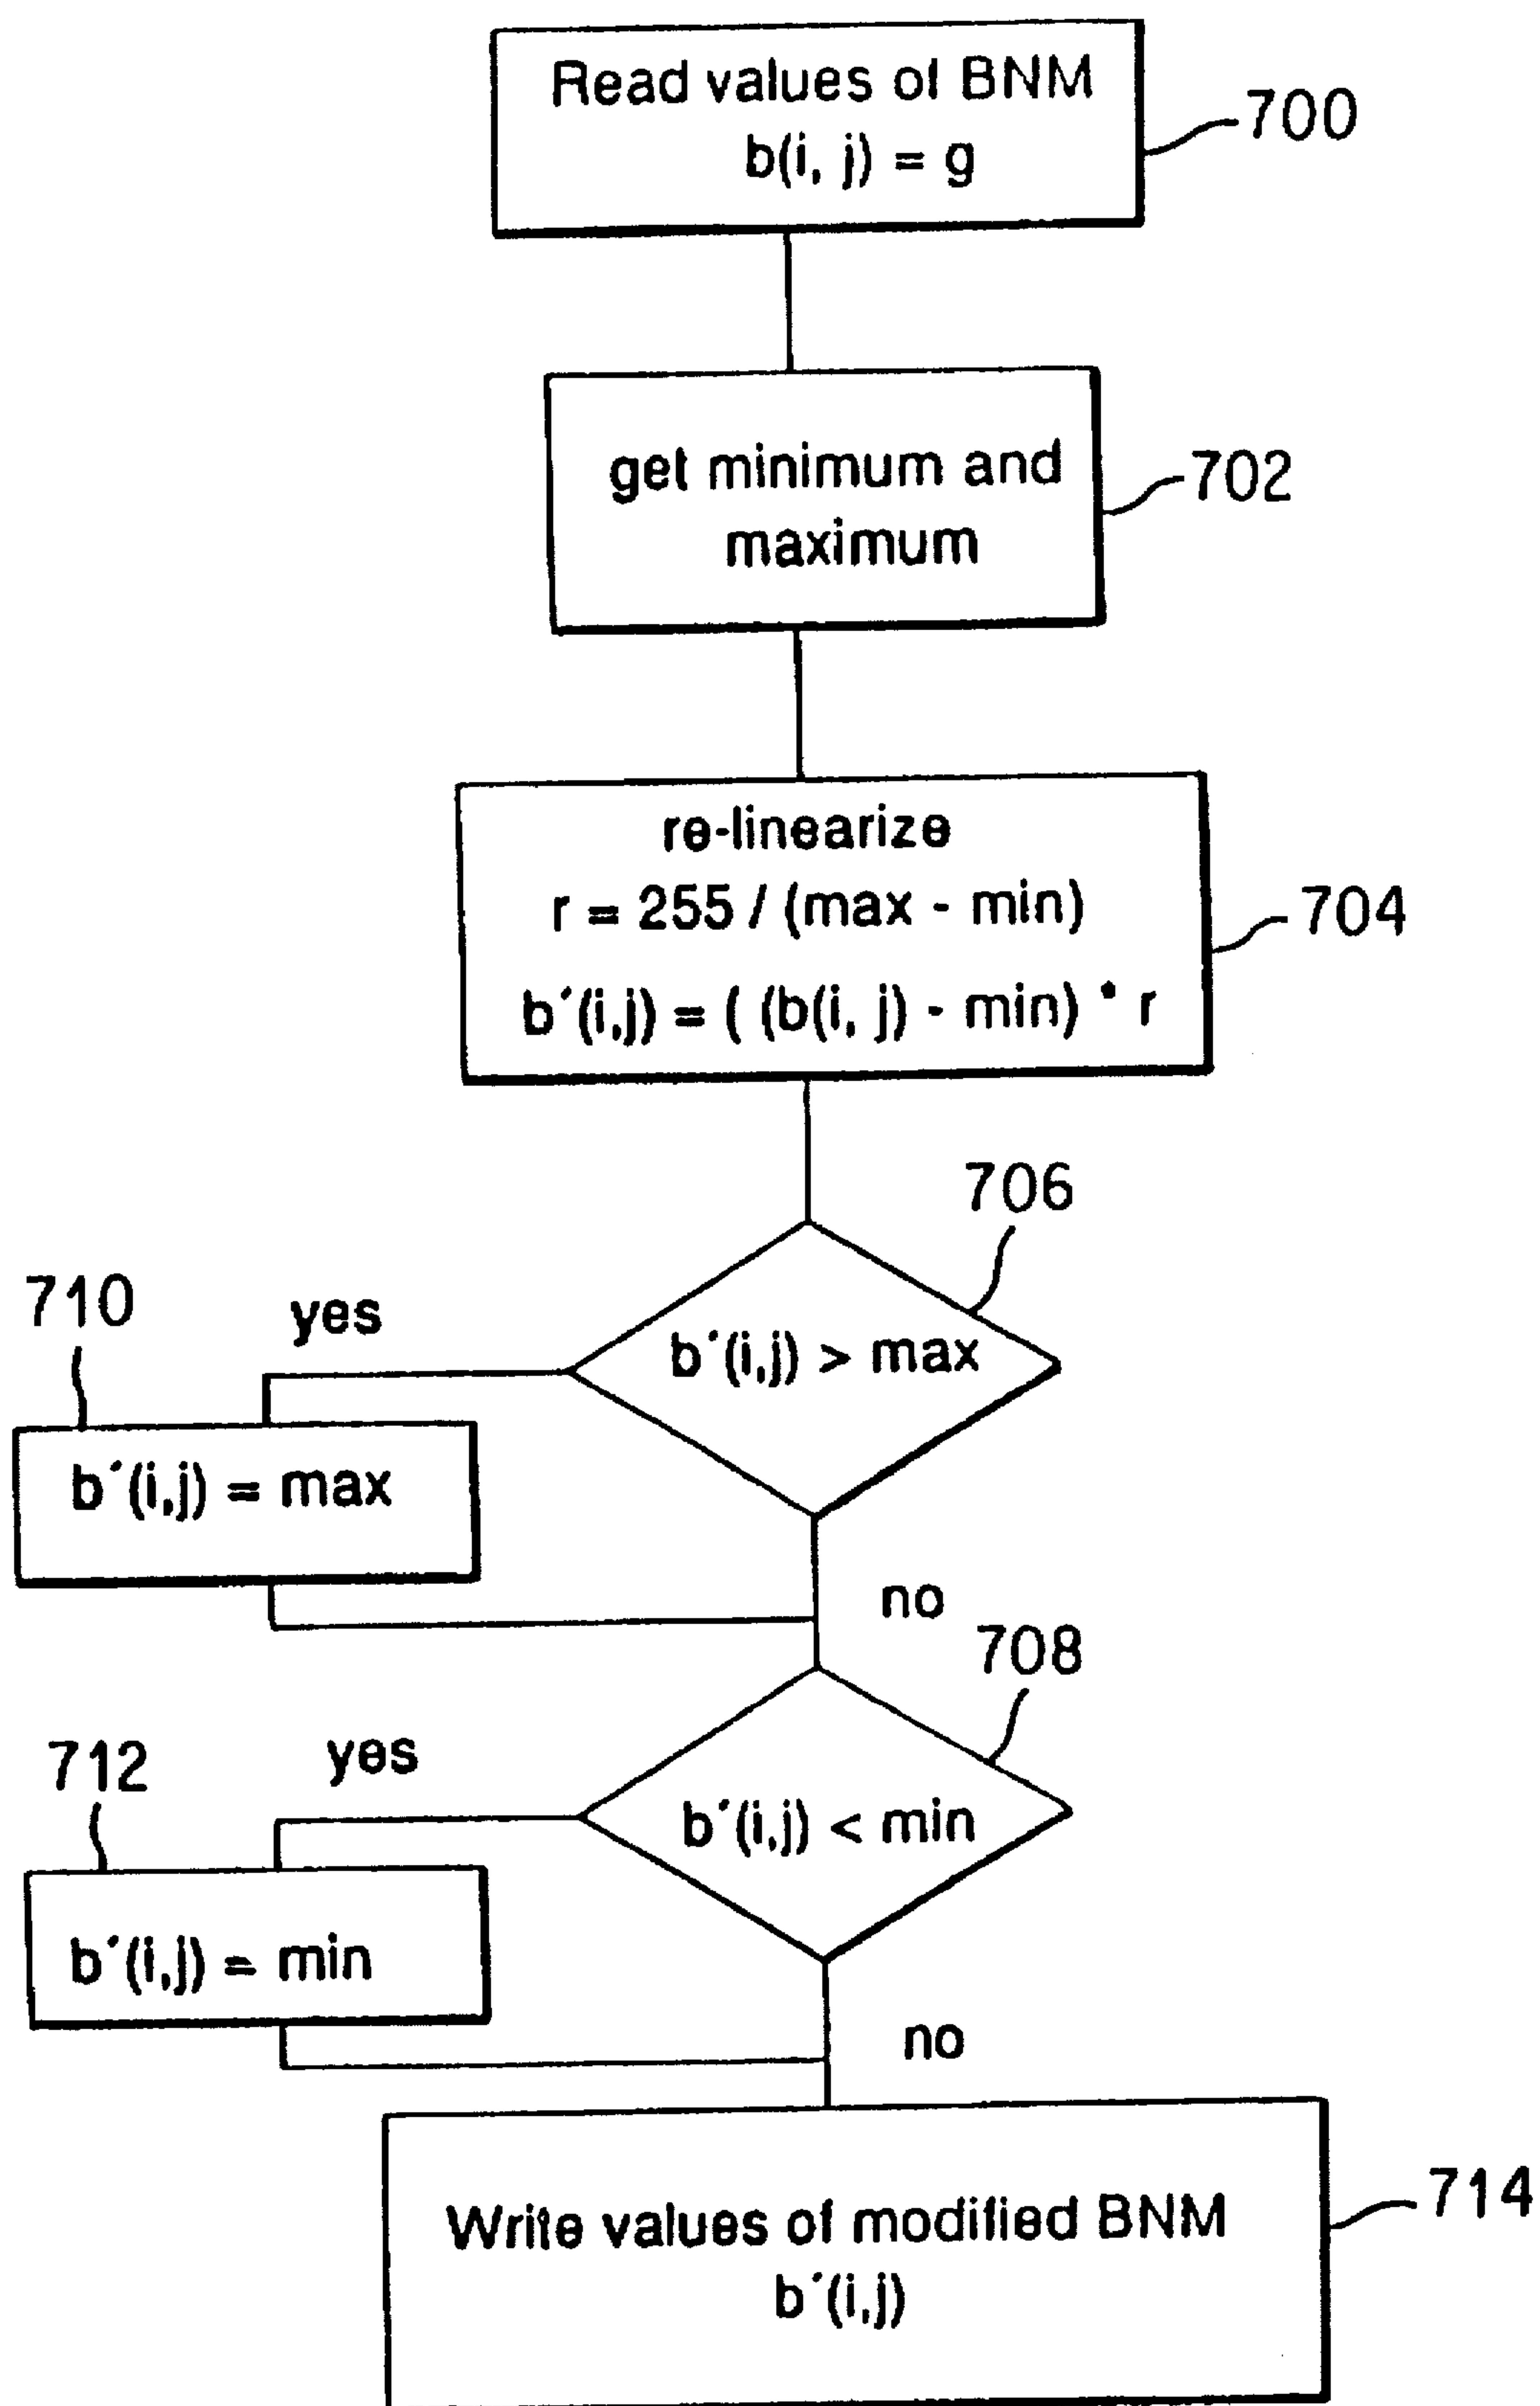 Read values of BNM
b(i, j) = g
700
get minimum and
maximum
702
re-linearize
r = 255 / (max - min)
b´(i,j) = ( (b(i, j) - min) * r
704
706
710
yes
b´(i,j) > max
b´(i,j) = max
no
708
712
yes
b´(i,j) < min
b´(i,j) = min
no
Write values of modified BNM
b´(i,j)
714